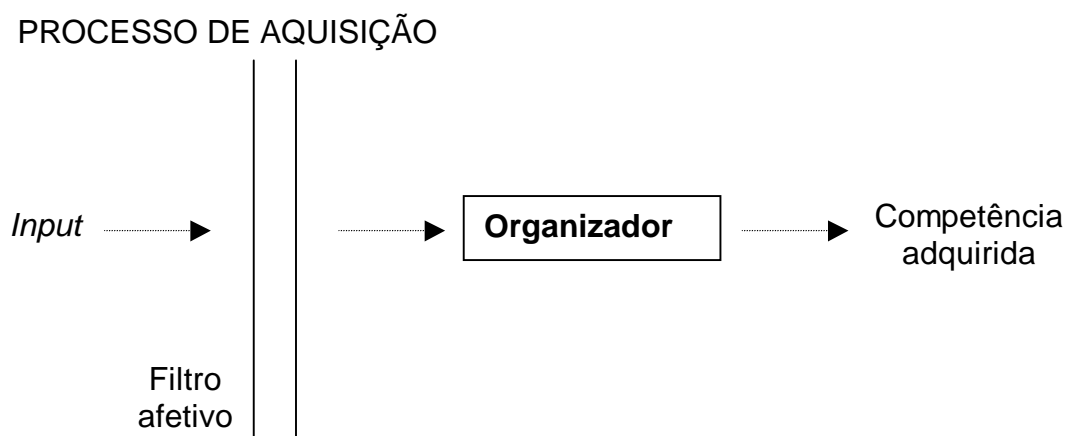 PROCESSO DE AQUISIÇÃO
Input
Organizador
Competência
adquirida
Filtro
afetivo